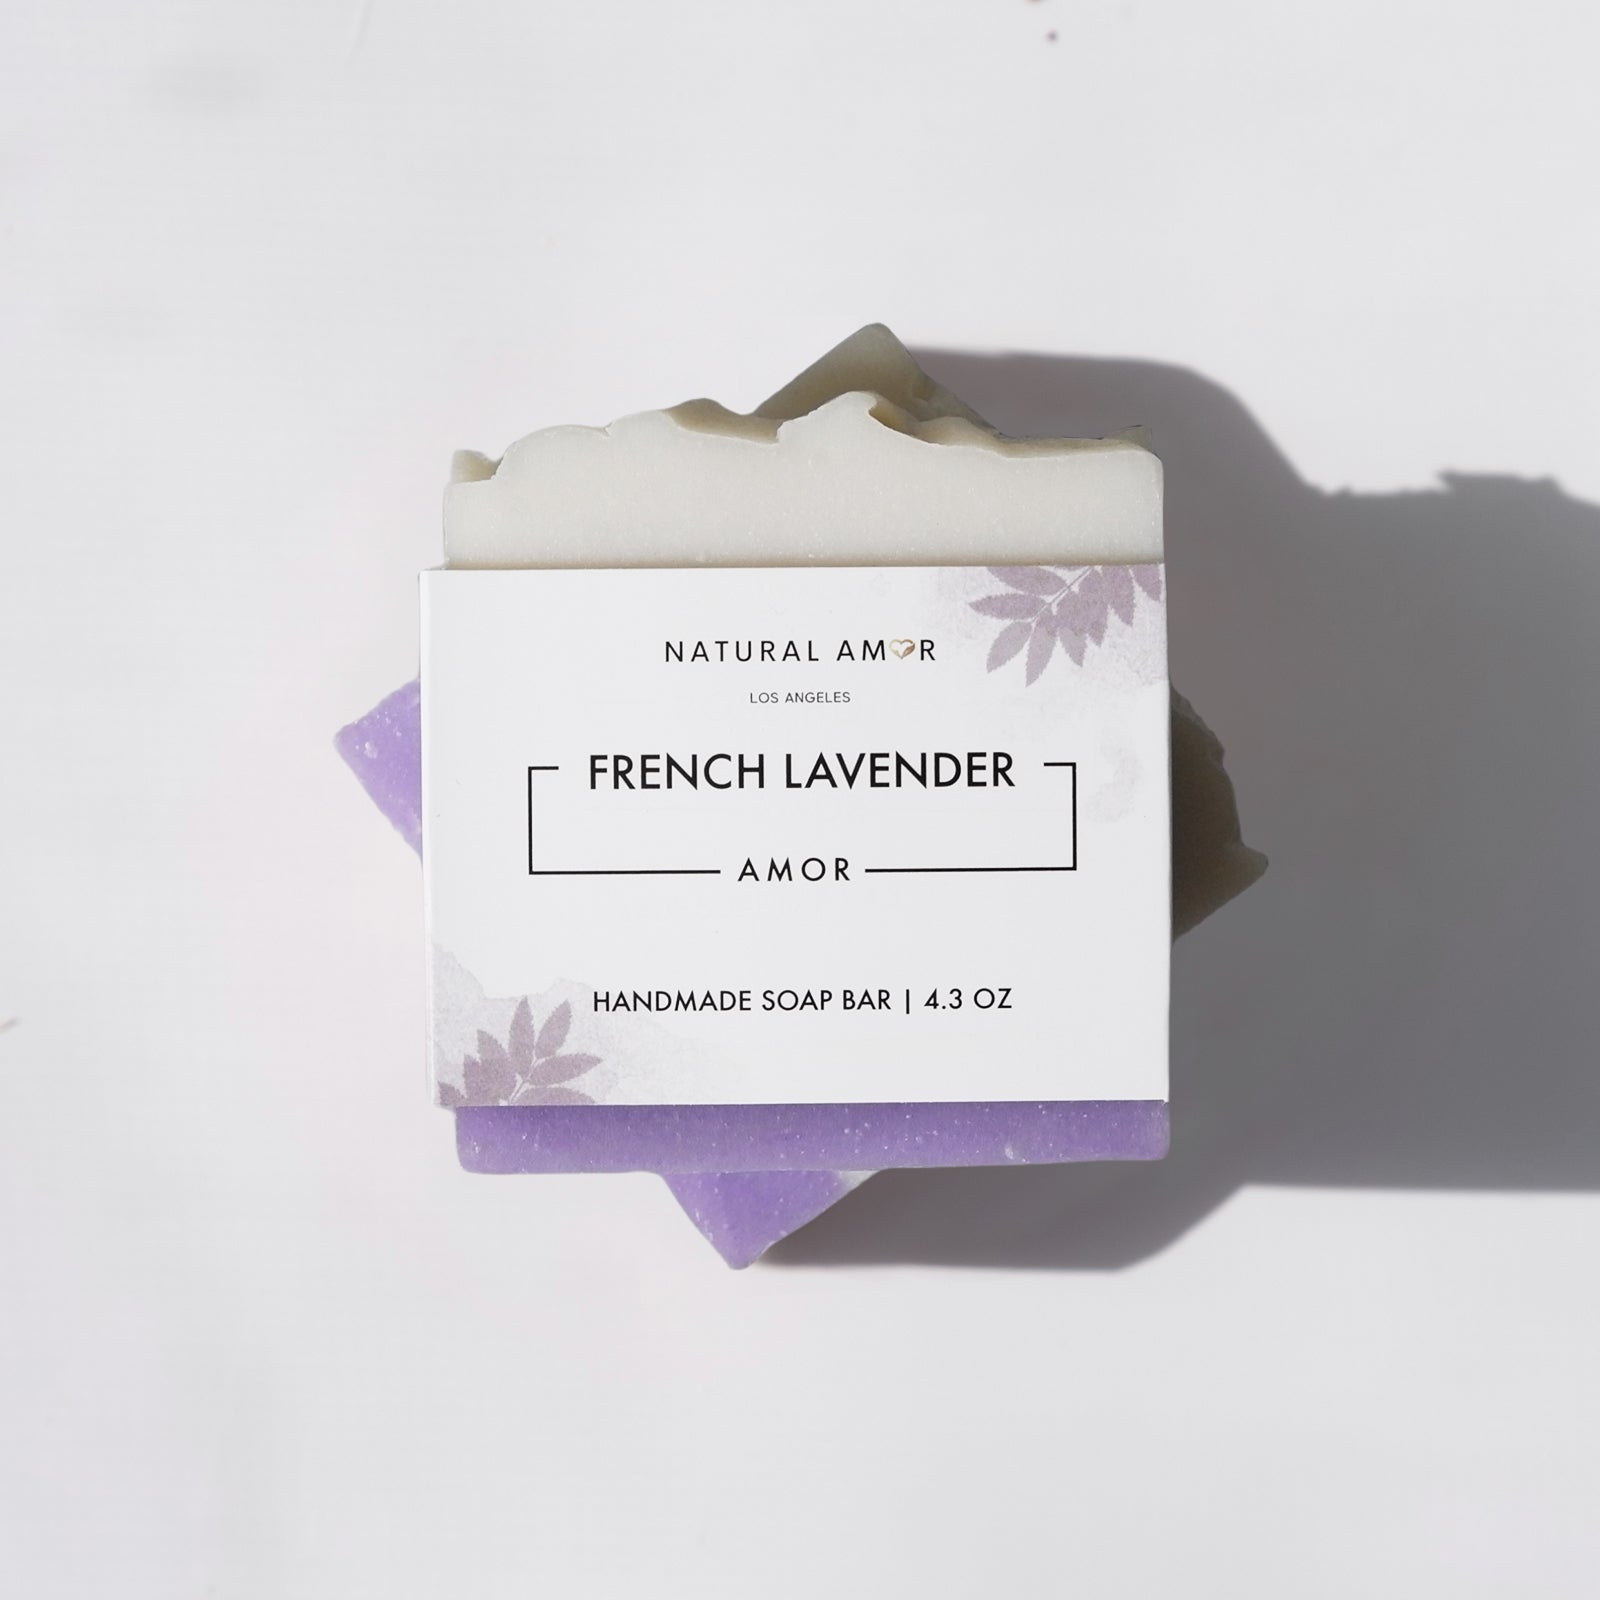 NATURAL AMOR
LOS ANGELES
FRENCH LAVENDER
AMOR
HANDMADE SOAP BAR | 4.3 OZ